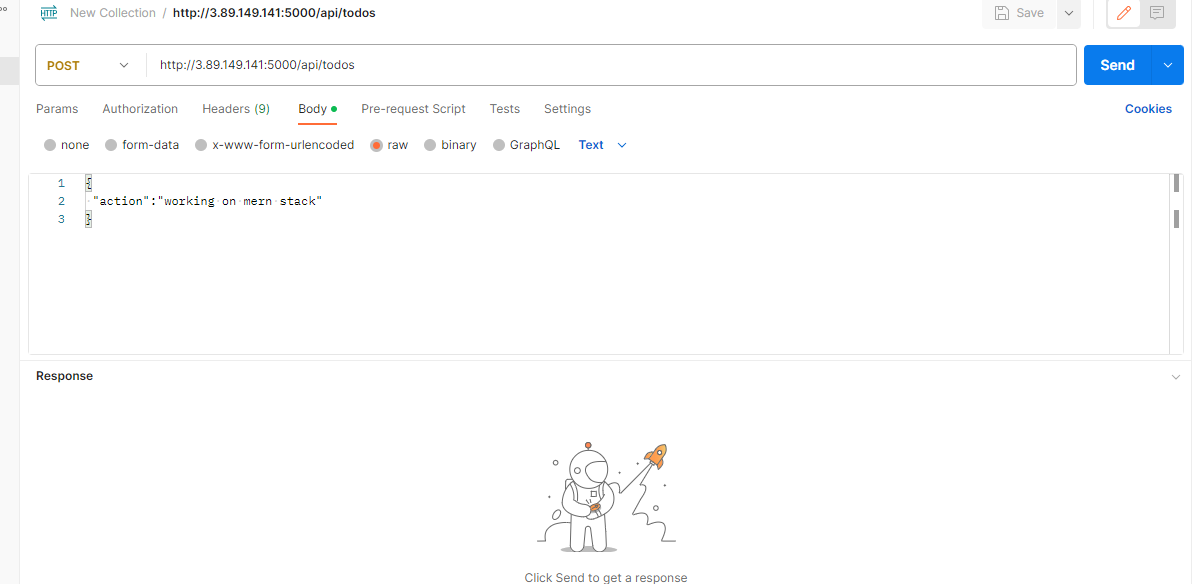 HTTP New Collection / http://3.89.149.141:5000/api/todos Save
POST http://3.89.149.141:5000/api/todos Send
Params Authorization Headers (9) Body Pre-request Script Tests Settings Cookies
none form-data x-www-form-urlencoded raw binary GraphQL Text
1 {
2 "action":"working on mern stack"
3 }
Response
Click Send to get a response